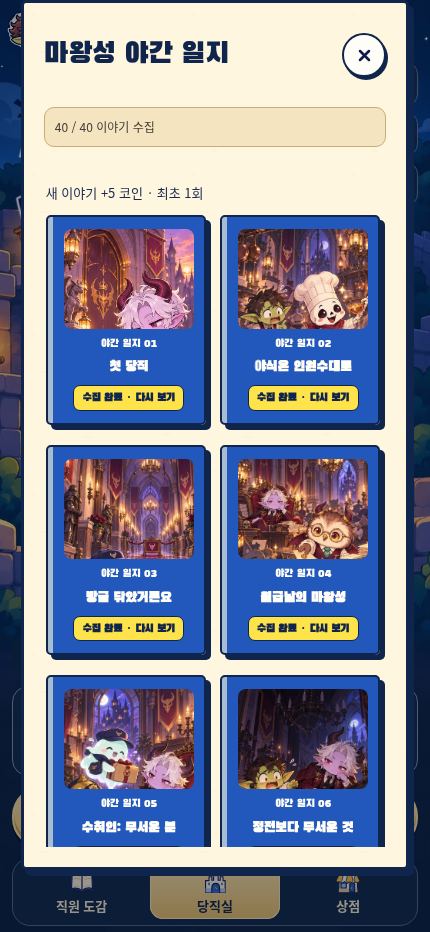 마왕성 야간 일지
40 / 40 이야기 수집
새 이야기 +5 코인 · 최초 1회
야간 일지 01
첫 당직
수집 완료 · 다시 보기
야간 일지 02
야식은 인원수대로
수집 완료 · 다시 보기
야간 일지 03
방금 닦았거든요
수집 완료 · 다시 보기
야간 일지 04
월급날의 마왕성
수집 완료 · 다시 보기
야간 일지 05
수취인: 무서운 분
야간 일지 06
정전보다 무서운 것
직원 도감
당직실
상점